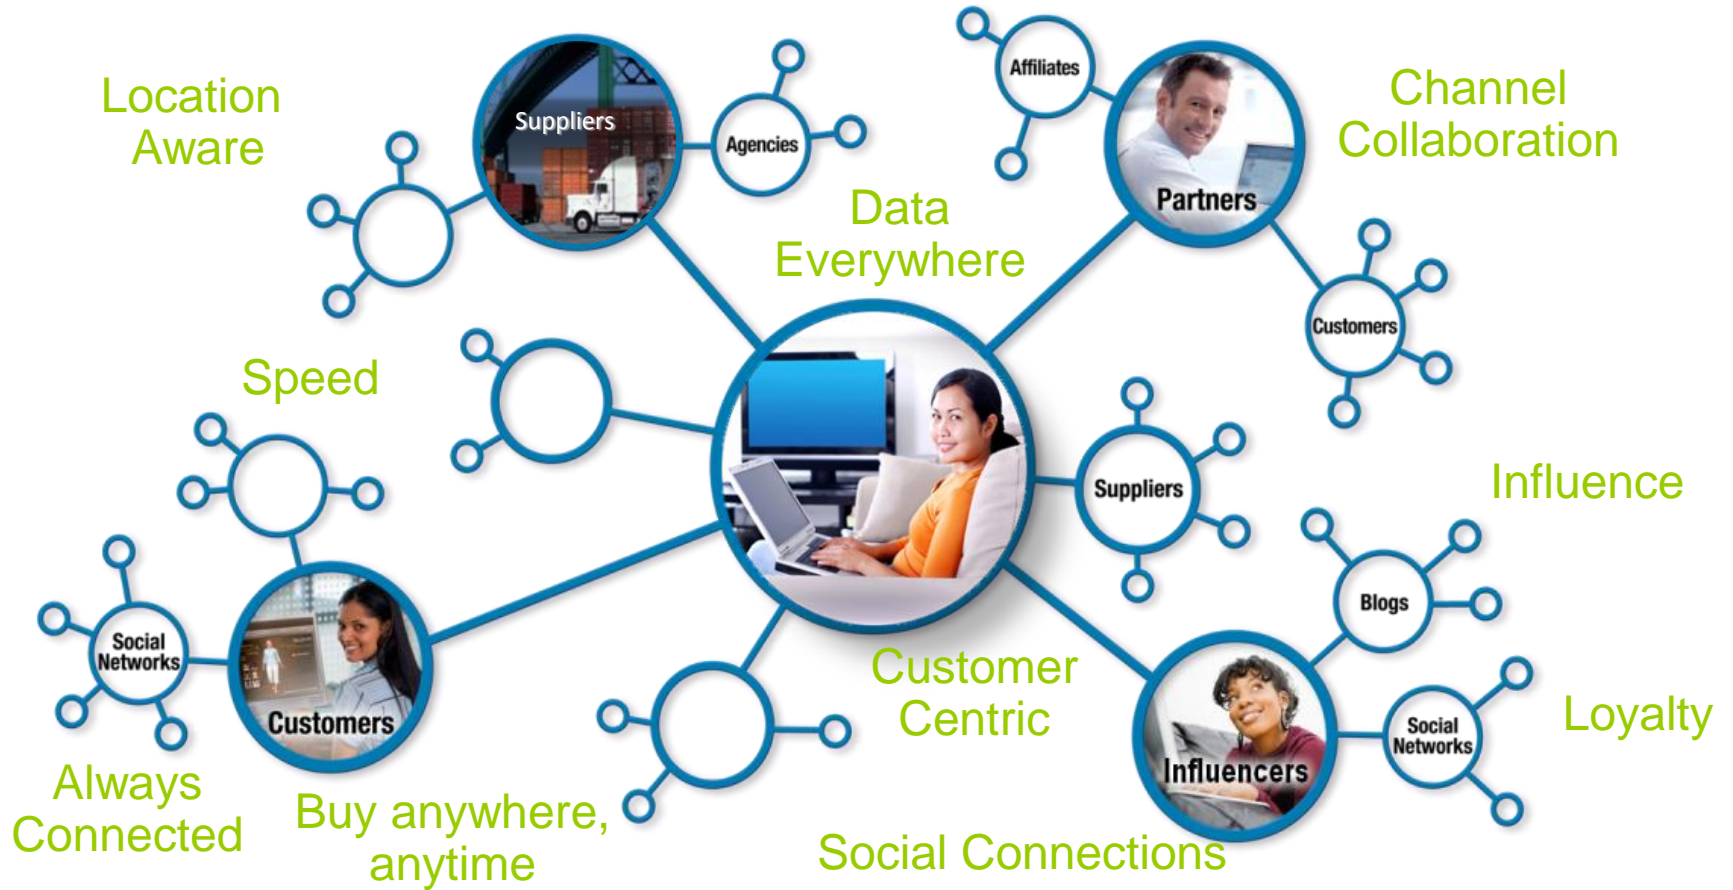 Location
Aware
Suppliers
Agencies
Affiliates
Partners
Channel
Collaboration
Data
Everywhere
Customers
Speed
Suppliers
Influence
Blogs
Social
Networks
Customers
Customer
Centric
Influencers
Social
Networks
Loyalty
Always
Connected
Buy anywhere,
anytime
Social Connections